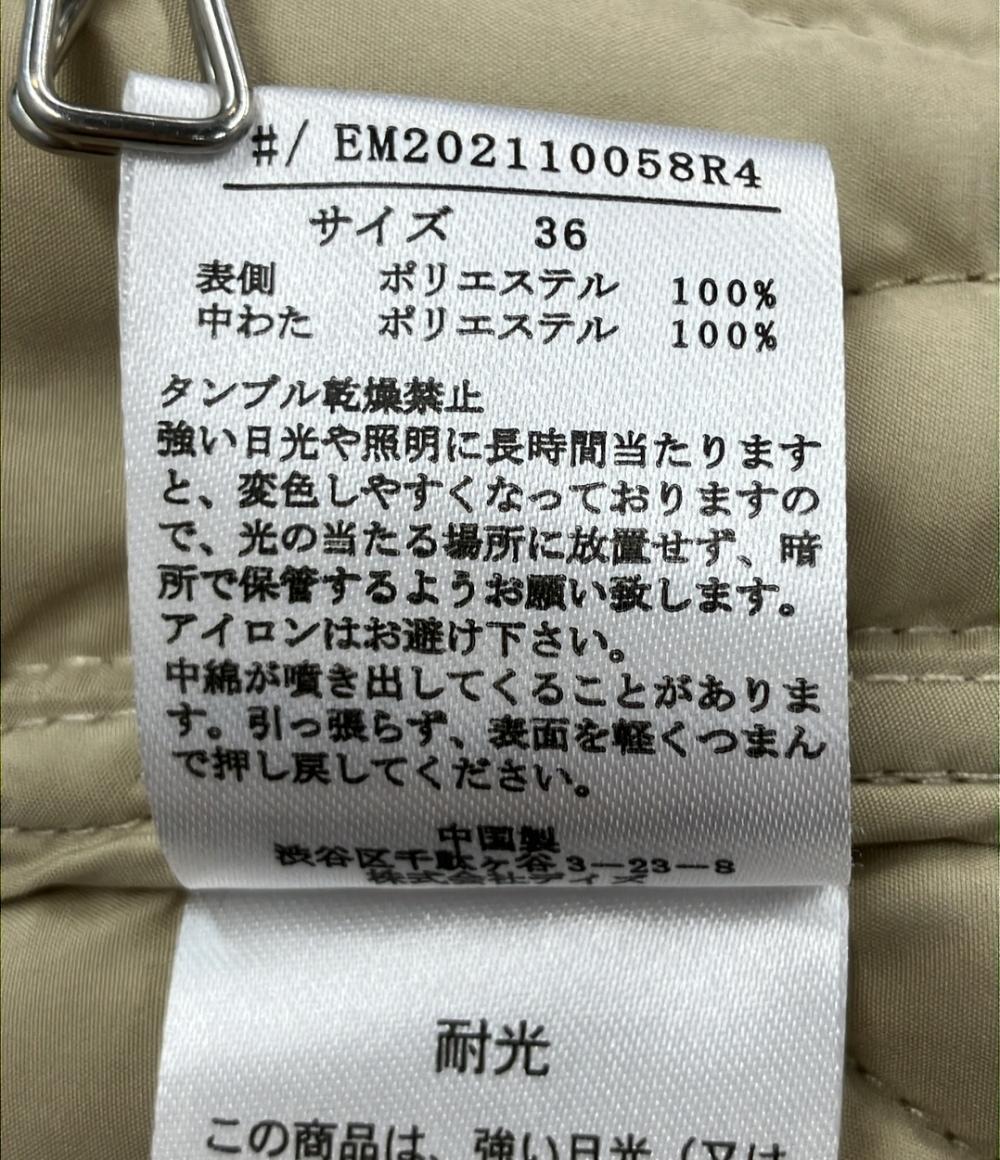 #/ EM202110058R4
サイズ 36
表側 ポリエステル 100%
中わた ポリエステル 100%
タンブル乾燥禁止
強い日光や照明に長時間当たります
と、変色しやすくなっておりますの
で、光の当たる場所に放置せず、暗
所で保管するようお願い致します。
アイロンはお避け下さい。
中綿が噴き出してくることがありま
す。引っ張らず、表面を軽くつまん
で押し戻してください。
中国製
渋谷区千駄ヶ谷3-23-8
株式会社ディズ
耐光
この商品は、強い日光(又は